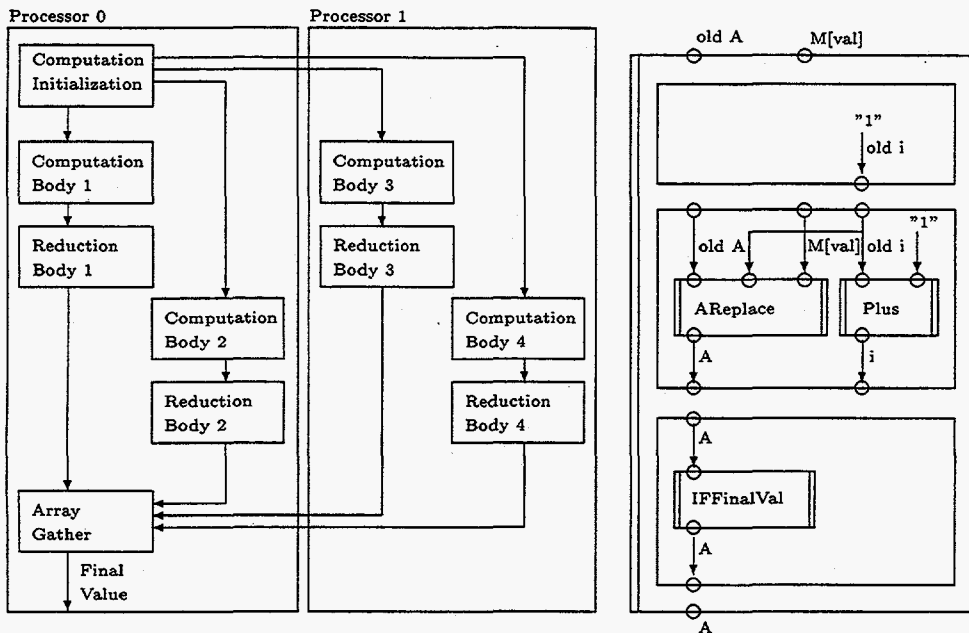 Processor 0
Computation
Initialization
Computation
Body 1
Reduction
Body 1
Computation
Body 2
Reduction
Body 2
Array
Gather
Final
Value
Processor 1
Computation
Body 3
Reduction
Body 3
Computation
Body 4
Reduction
Body 4
old A
M[val]
"1"
old i
old A
M[val]
old i
"1"
AReplace
Plus
A
i
A
IFFinalVal
A
A